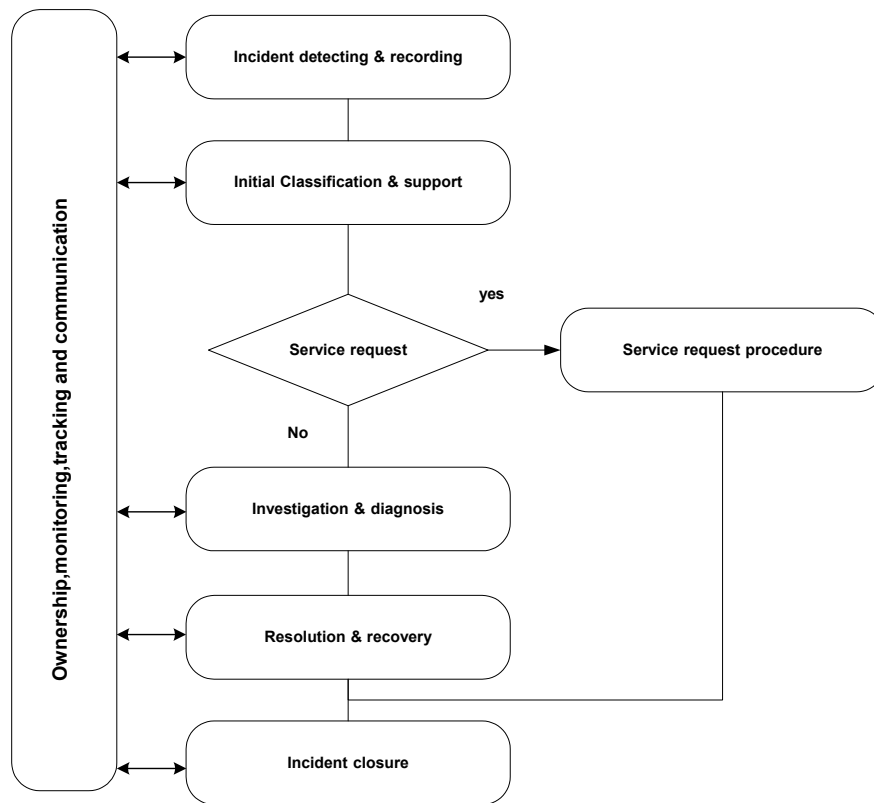 Ownership,monitoring,tracking and communication
Incident detecting & recording
Initial Classification & support
Service request
yes
Service request procedure
No
Investigation & diagnosis
Resolution & recovery
Incident closure